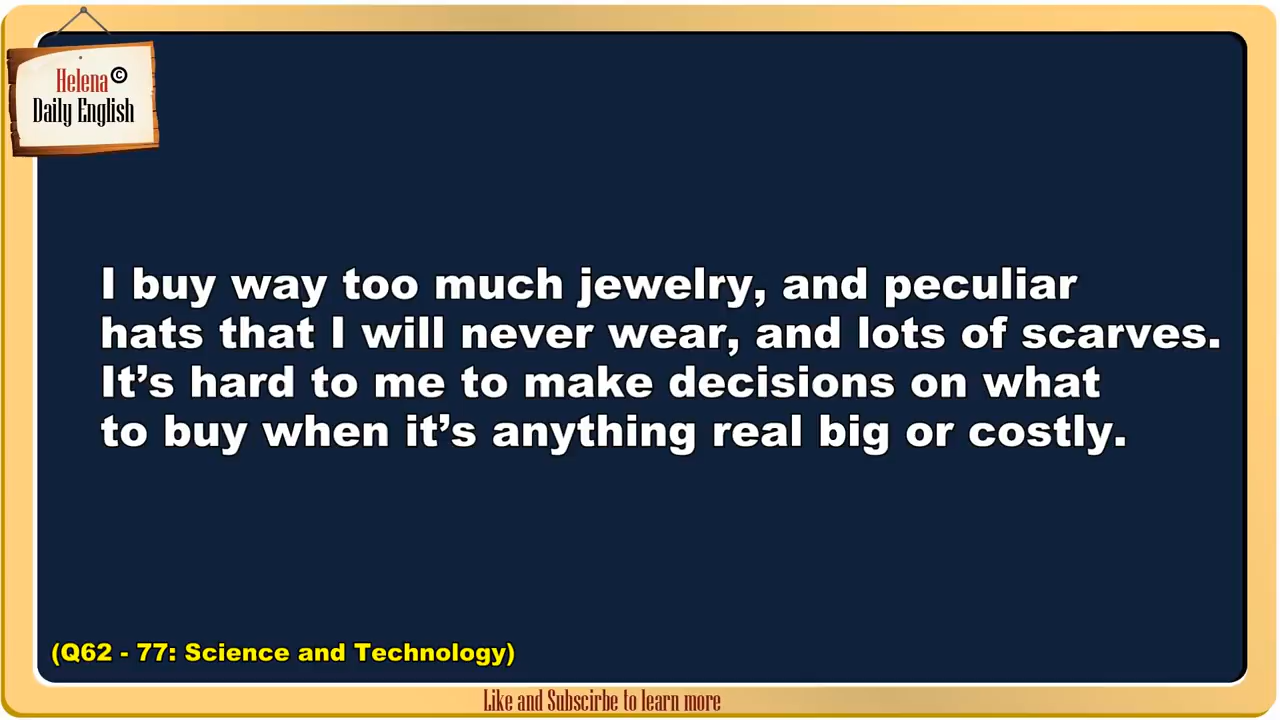 Helena©
Daily English
I buy way too much jewelry, and peculiar
hats that I will never wear, and lots of scarves.
It’s hard to me to make decisions on what
to buy when it’s anything real big or costly.
(Q62 - 77: Science and Technology)
Like and Subscirbe to learn more